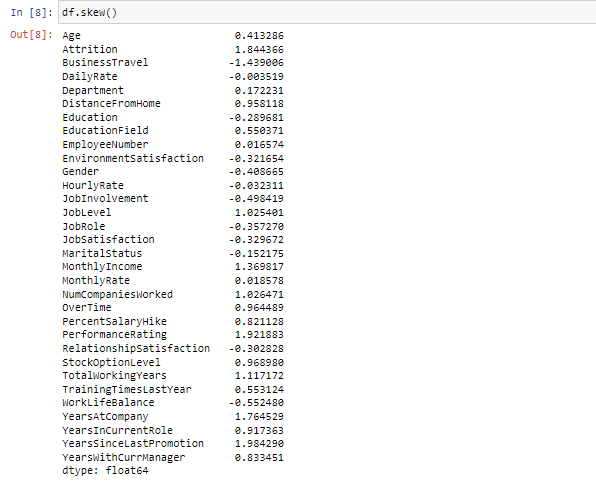 In [8]: df.skew()
Out[8]: Age 0.413286
Attrition 1.844366
BusinessTravel -1.439006
DailyRate -0.003519
Department 0.172231
DistanceFromHome 0.958118
Education -0.289681
EducationField 0.550371
EmployeeNumber 0.016574
EnvironmentSatisfaction -0.321654
Gender -0.408665
HourlyRate -0.032311
JobInvolvement -0.498419
JobLevel 1.025401
JobRole -0.357270
JobSatisfaction -0.329672
MaritalStatus -0.152175
MonthlyIncome 1.369817
MonthlyRate 0.018578
NumCompaniesWorked 1.026471
OverTime 0.964489
PercentSalaryHike 0.821128
PerformanceRating 1.921883
RelationshipSatisfaction -0.302828
StockOptionLevel 0.968980
TotalWorkingYears 1.117172
TrainingTimesLastYear 0.553124
WorkLifeBalance -0.552480
YearsAtCompany 1.764529
YearsInCurrentRole 0.917363
YearsSinceLastPromotion 1.984290
YearsWithCurrManager 0.833451
dtype: float64